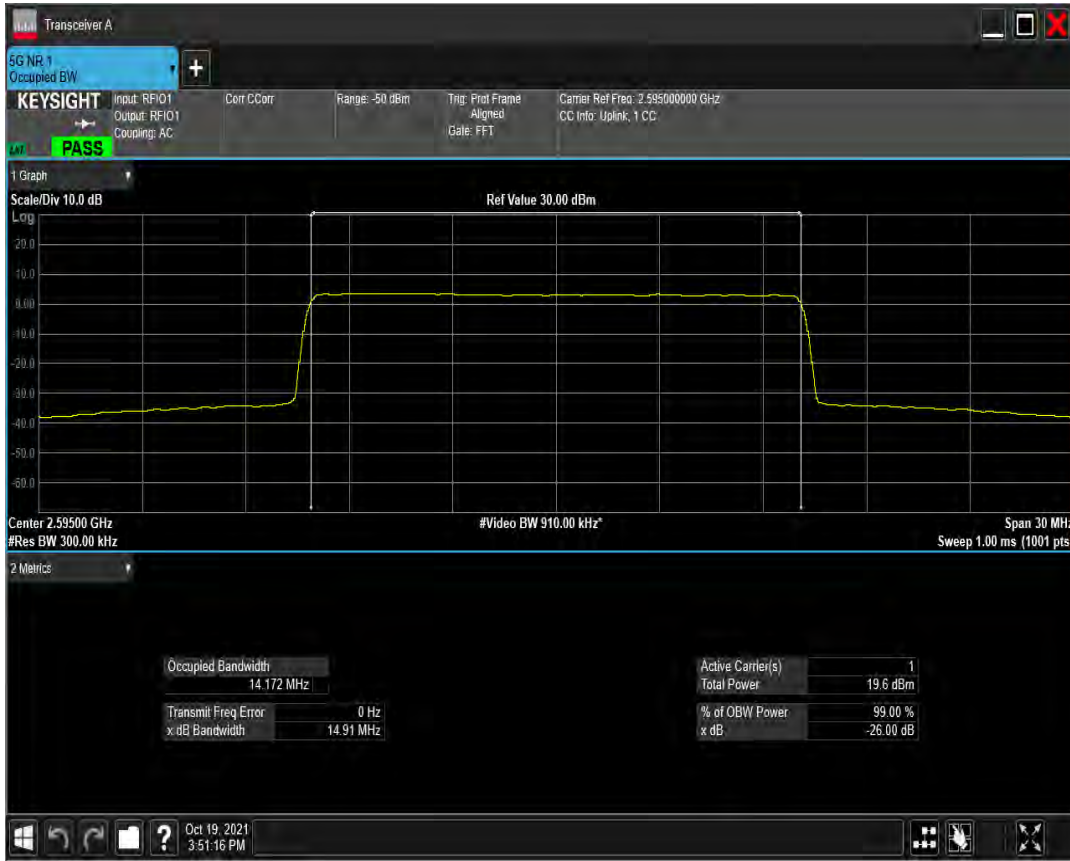 Transceiver A
5G NR 1
Occupied BW
+
KEYSIGHT
Input: RFIO1
Output: RFIO1
Coupling: AC
Corr CCorr
Range: -50 dBm
Trig: Prot Frame
Aligned
Gate: FFT
Carrier Ref Freq: 2.595000000 GHz
CC Info: Uplink, 1 CC
PASS
1 Graph
Scale/Div 10.0 dB
Ref Value 30.00 dBm
Log
20.0
10.0
0.00
-10.0
-20.0
-30.0
-40.0
-50.0
-60.0
Center 2.59500 GHz
#Video BW 910.00 kHz*
Span 30 MHz
#Res BW 300.00 kHz
Sweep 1.00 ms (1001 pts
2 Metrics
Occupied Bandwidth
14.172 MHz
Transmit Freq Error 0 Hz
x dB Bandwidth 14.91 MHz
Active Carrier(s) 1
Total Power 19.6 dBm
% of OBW Power 99.00 %
x dB -26.00 dB
?
Oct 19, 2021
3:51:16 PM